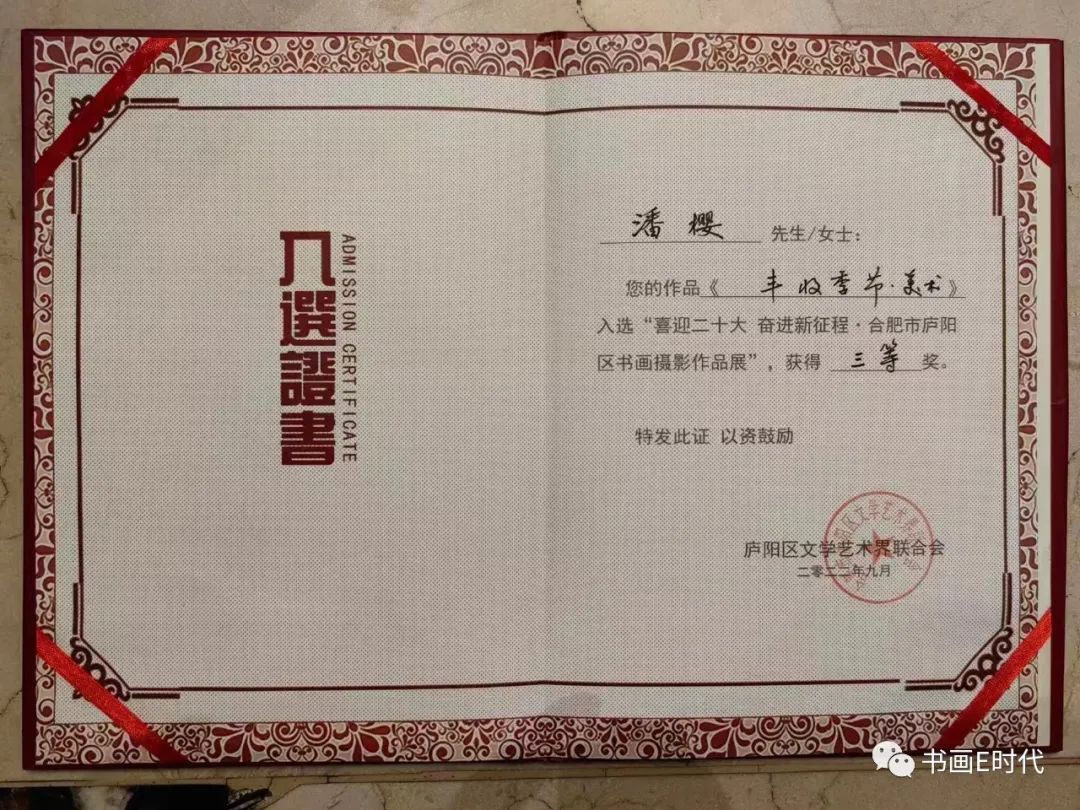 入選證書
ADMISSION CERTIFICATE
潘樱 先生/女士：
您的作品《丰收季节·美术》
入选“喜迎二十大 奋进新征程·合肥市庐阳
区书画摄影作品展”，获得 三等 奖。
特发此证 以资鼓励
庐阳区文学艺术界联合会
二零二二年九月
书画E时代